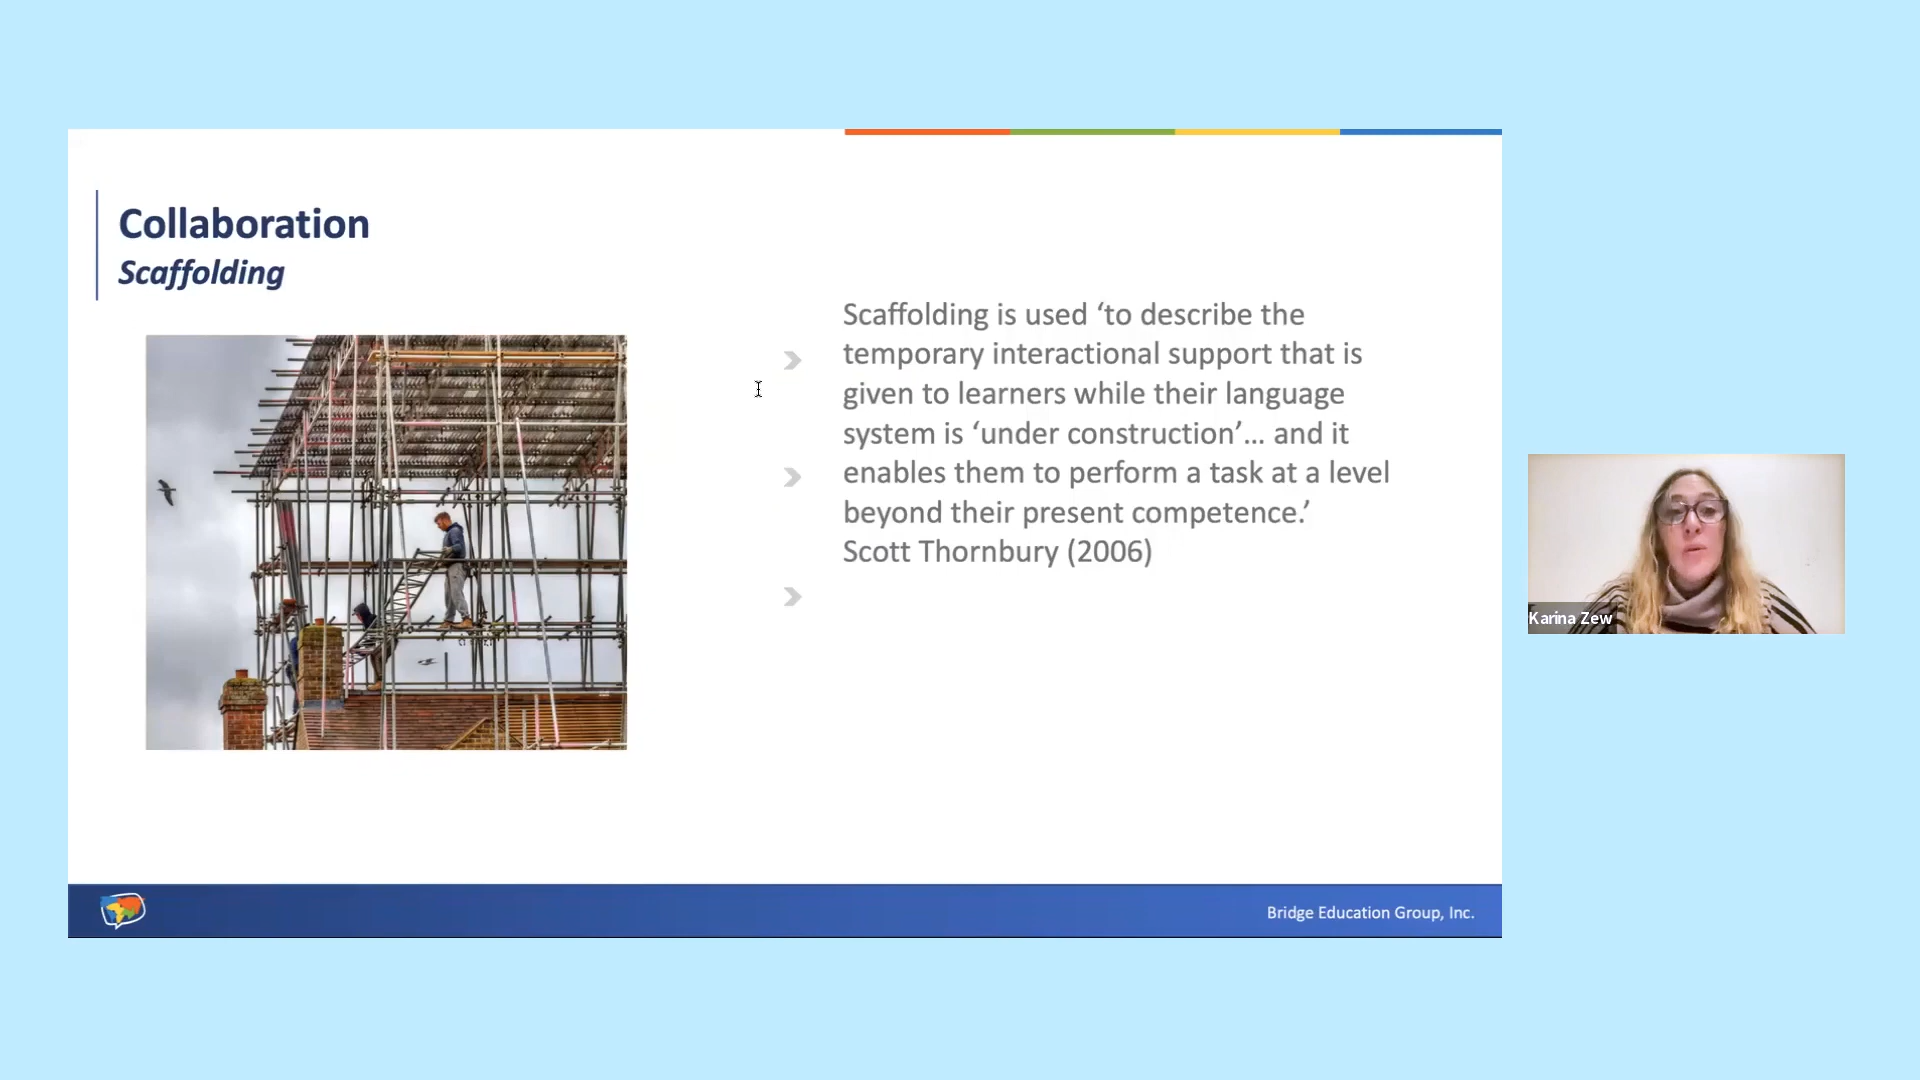 Collaboration
Scaffolding
Scaffolding is used ‘to describe the
temporary interactional support that is
given to learners while their language
system is ‘under construction’... and it
enables them to perform a task at a level
beyond their present competence.’
Scott Thornbury (2006)
Karina Zew
Bridge Education Group, Inc.